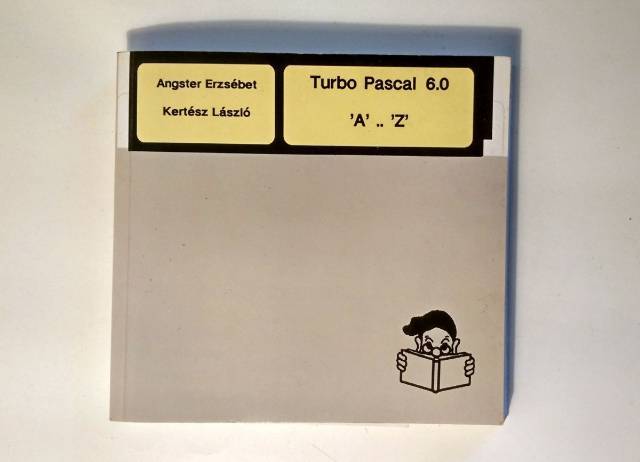 Angster Erzsébet
Kertész László
Turbo Pascal 6.0
'A' .. 'Z'